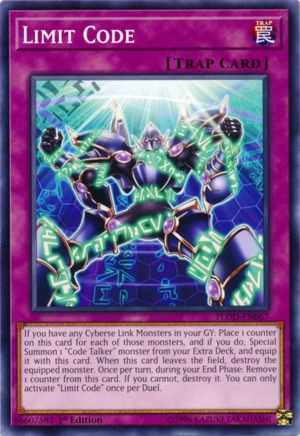 LIMIT CODE
TRAP
罠
[TRAP CARD]
FLOD-EN067
If you have any Cyberse Link Monsters in your GY: Place 1 counter
on this card for each of those monsters, and if you do, Special
Summon 1 "Code Talker" monster from your Extra Deck, and equip
it with this card. When this card leaves the field, destroy the
equipped monster. Once per turn, during your End Phase: Remove
1 counter from this card. If you cannot, destroy it. You can only
activate "Limit Code" once per Duel.
86607583
1st Edition
©1996 KAZUKI TAKAHASHI